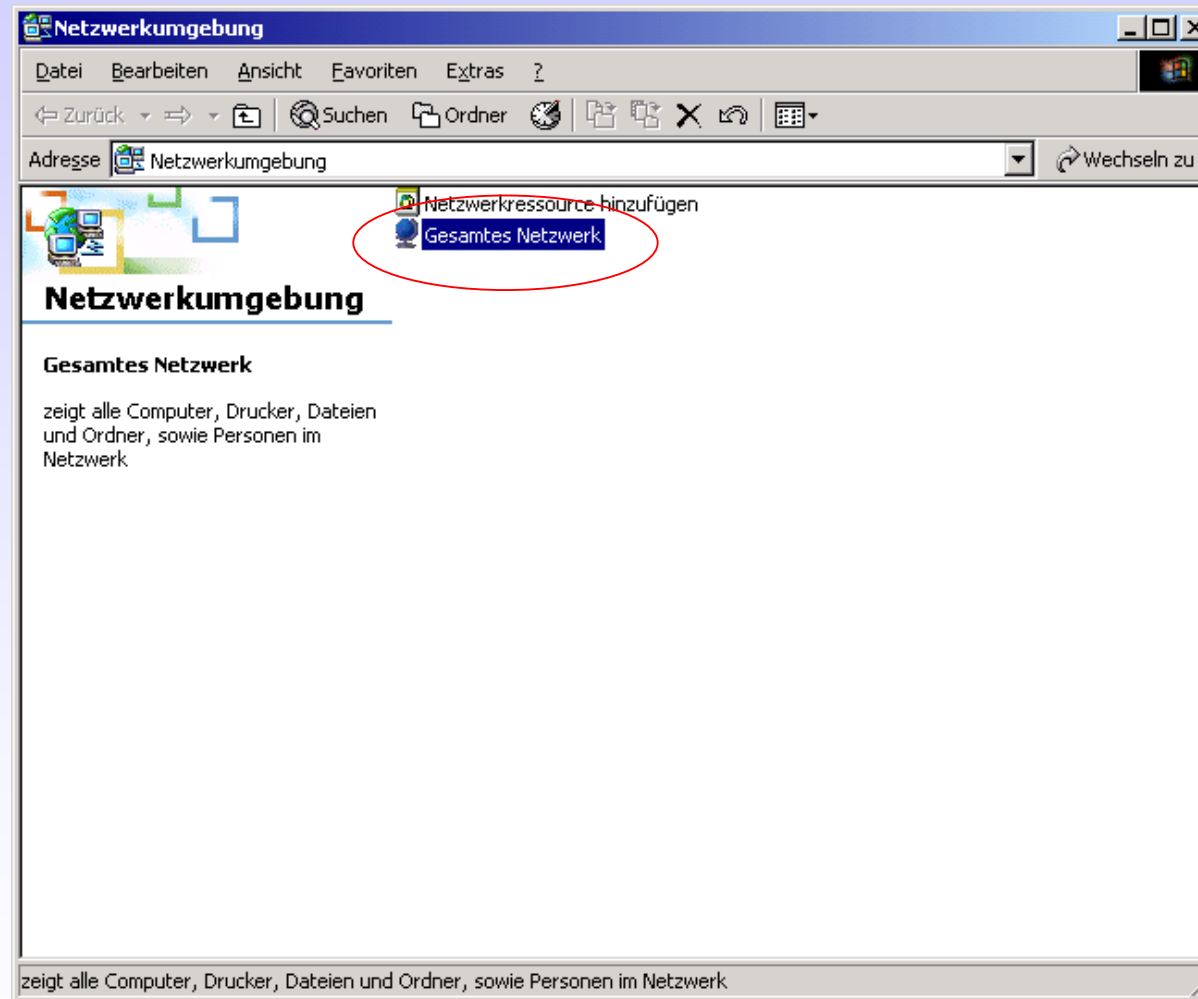 Netzwerkumgebung
Datei Bearbeiten Ansicht Favoriten Extras ?
Zurück Suchen Ordner
Adresse Netzwerkumgebung Wechseln zu
Netzwerkressource hinzufügen
Gesamtes Netzwerk
Netzwerkumgebung
Gesamtes Netzwerk
zeigt alle Computer, Drucker, Dateien
und Ordner, sowie Personen im
Netzwerk
zeigt alle Computer, Drucker, Dateien und Ordner, sowie Personen im Netzwerk